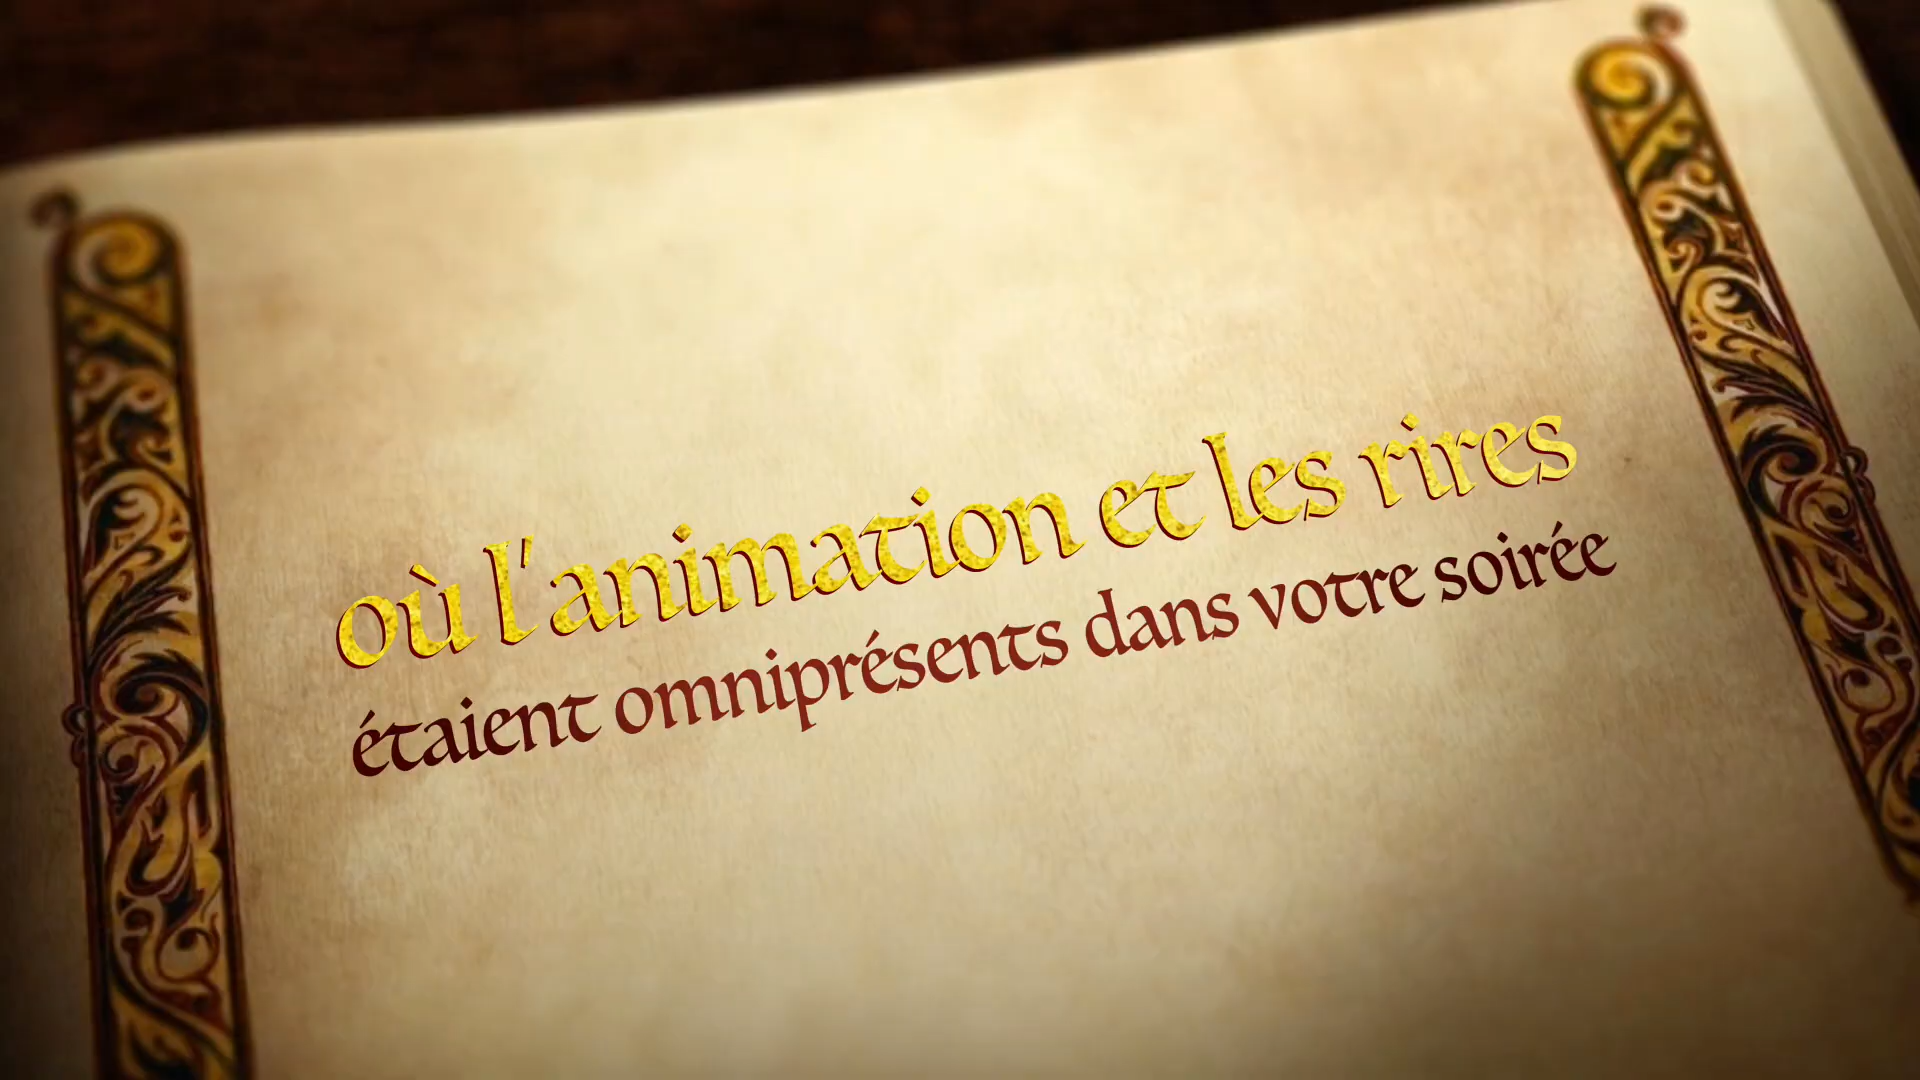 où l'animation et les rires
étaient omniprésents dans votre soirée